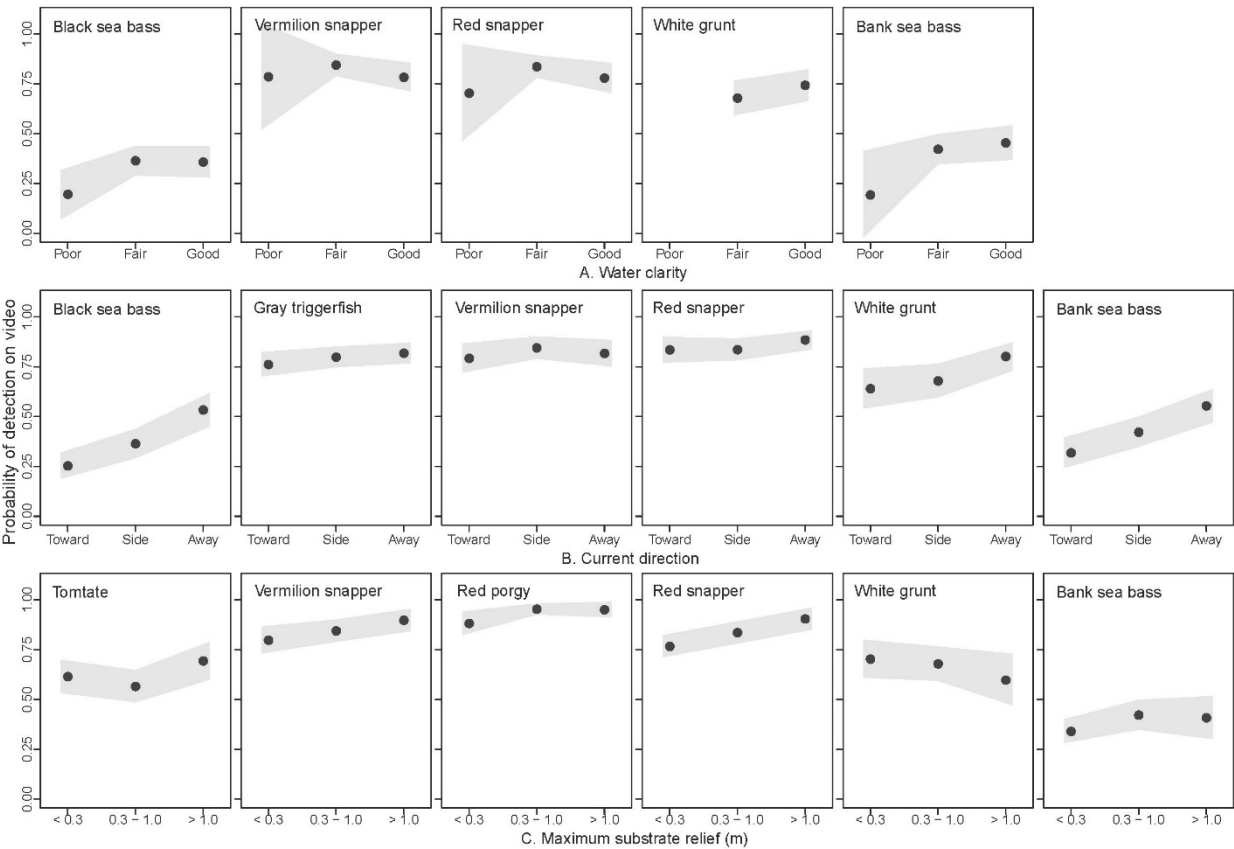 Probability of detection on video
Black sea bass
Vermilion snapper
Red snapper
White grunt
Bank sea bass
1.00
0.75
0.50
0.25
0.00
Poor Fair Good
Poor Fair Good
Poor Fair Good
Poor Fair Good
Poor Fair Good
A. Water clarity
Black sea bass
Gray triggerfish
Vermilion snapper
Red snapper
White grunt
Bank sea bass
1.00
0.75
0.50
0.25
0.00
Toward Side Away
Toward Side Away
Toward Side Away
Toward Side Away
Toward Side Away
Toward Side Away
B. Current direction
Tomtate
Vermilion snapper
Red porgy
Red snapper
White grunt
Bank sea bass
1.00
0.75
0.50
0.25
0.00
< 0.3 0.3 – 1.0 > 1.0
< 0.3 0.3 – 1.0 > 1.0
< 0.3 0.3 – 1.0 > 1.0
< 0.3 0.3 – 1.0 > 1.0
< 0.3 0.3 – 1.0 > 1.0
< 0.3 0.3 – 1.0 > 1.0
C. Maximum substrate relief (m)